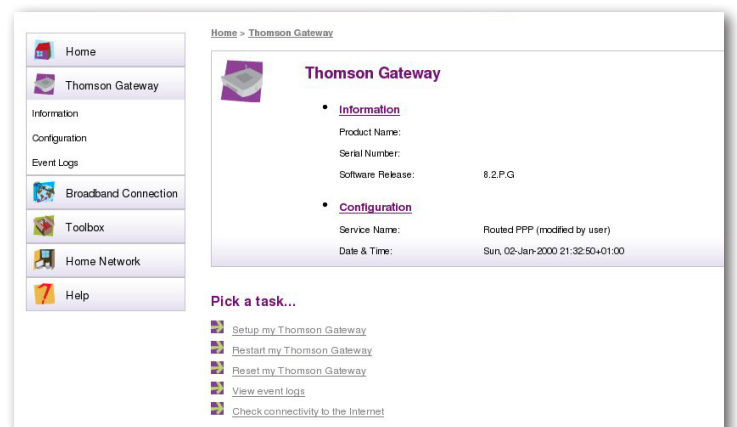 Home > Thomson Gateway
Home
Thomson Gateway
Information
Configuration
Event Logs
Broadband Connection
Toolbox
Home Network
Help
Thomson Gateway
• Information
Product Name:
Serial Number:
Software Release: 8.2.P.G
• Configuration
Service Name: Routed PPP (modified by user)
Date & Time: Sun, 02-Jan-2000 21:32:50+01:00
Pick a task...
Setup my Thomson Gateway
Restart my Thomson Gateway
Reset my Thomson Gateway
View event logs
Check connectivity to the Internet